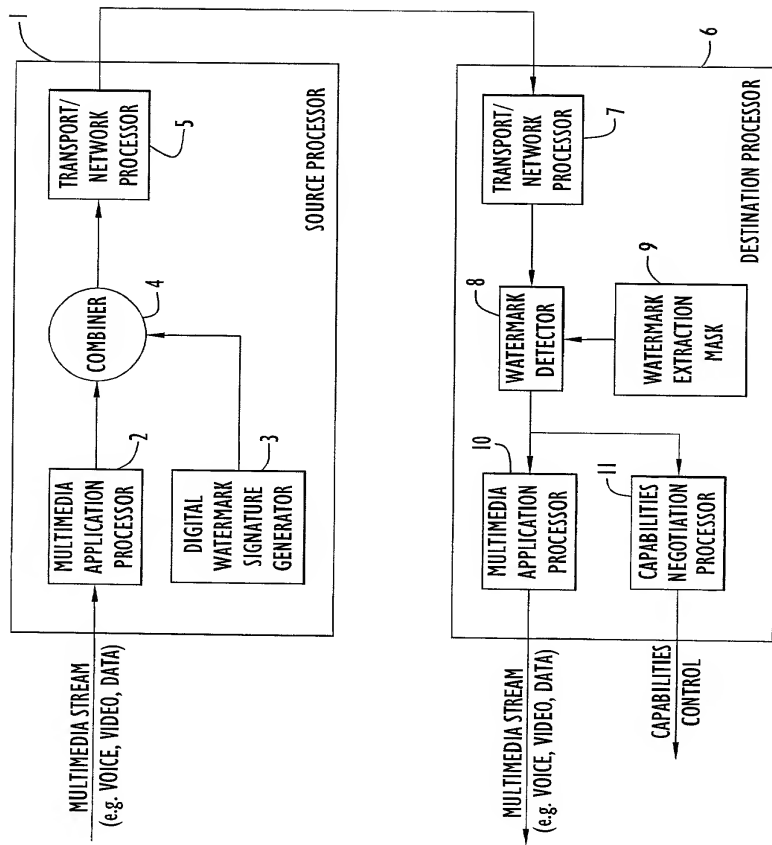 MULTIMEDIA STREAM
(e.g. VOICE, VIDEO, DATA)
MULTIMEDIA
APPLICATION
PROCESSOR
2
DIGITAL
WATERMARK
SIGNATURE
GENERATOR
3
COMBINER
4
TRANSPORT/
NETWORK
PROCESSOR
5
SOURCE PROCESSOR
1
MULTIMEDIA STREAM
(e.g. VOICE, VIDEO, DATA)
CAPABILITIES
CONTROL
10
MULTIMEDIA
APPLICATION
PROCESSOR
11
CAPABILITIES
NEGOTIATION
PROCESSOR
8
WATERMARK
DETECTOR
9
WATERMARK
EXTRACTION
MASK
TRANSPORT/
NETWORK
PROCESSOR
7
DESTINATION PROCESSOR
6